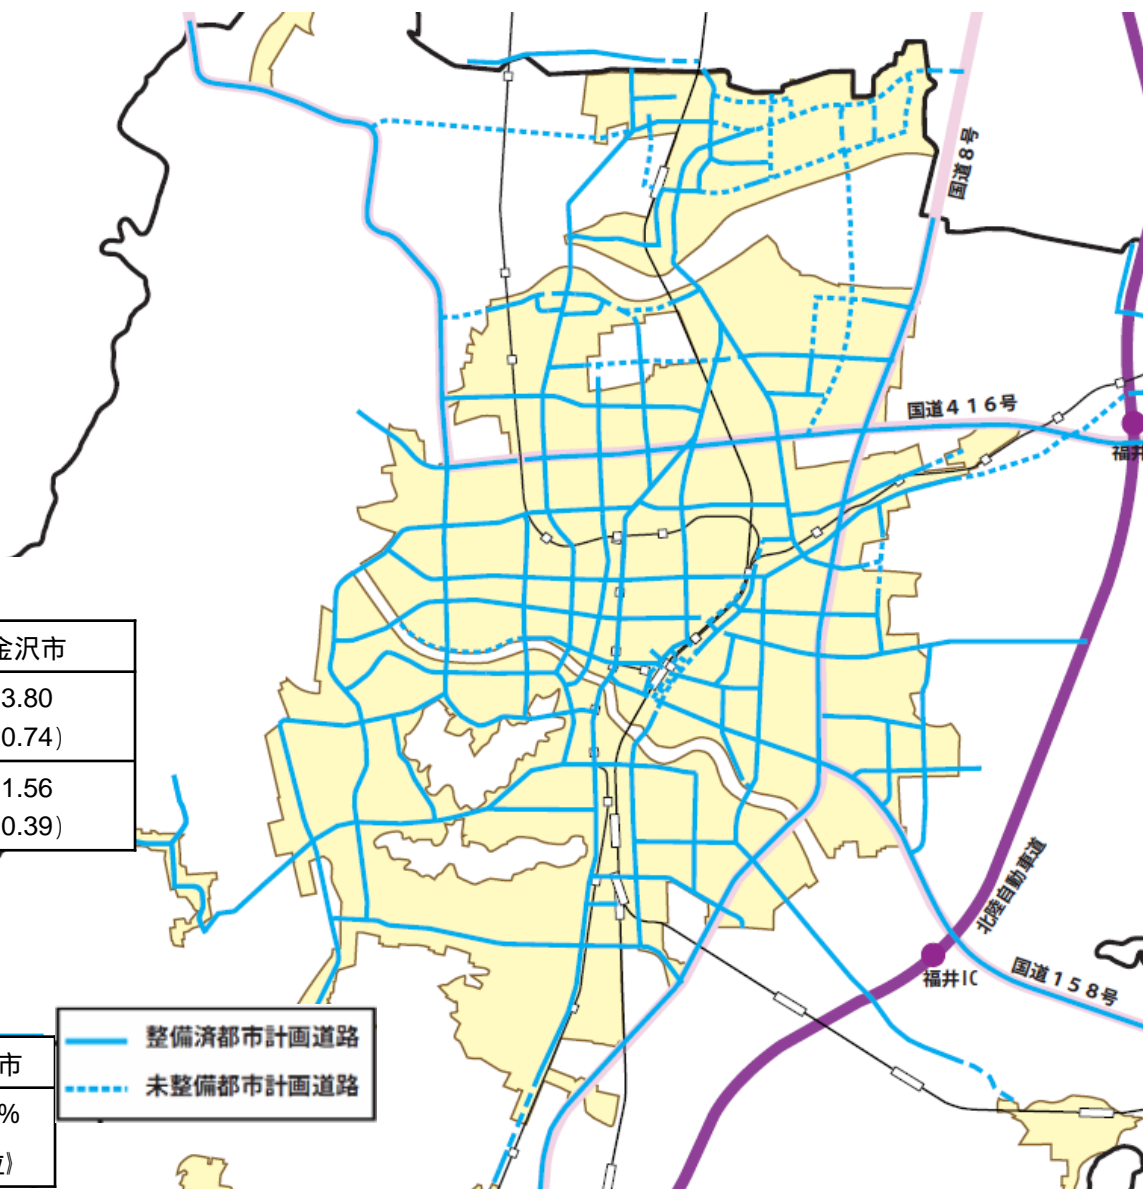 国道8号
国道416号
福井
金沢市
3.80
0.74)
1.56
0.39)
北陸自動車道
福井IC
国道158号
整備済都市計画道路
未整備都市計画道路
市
%